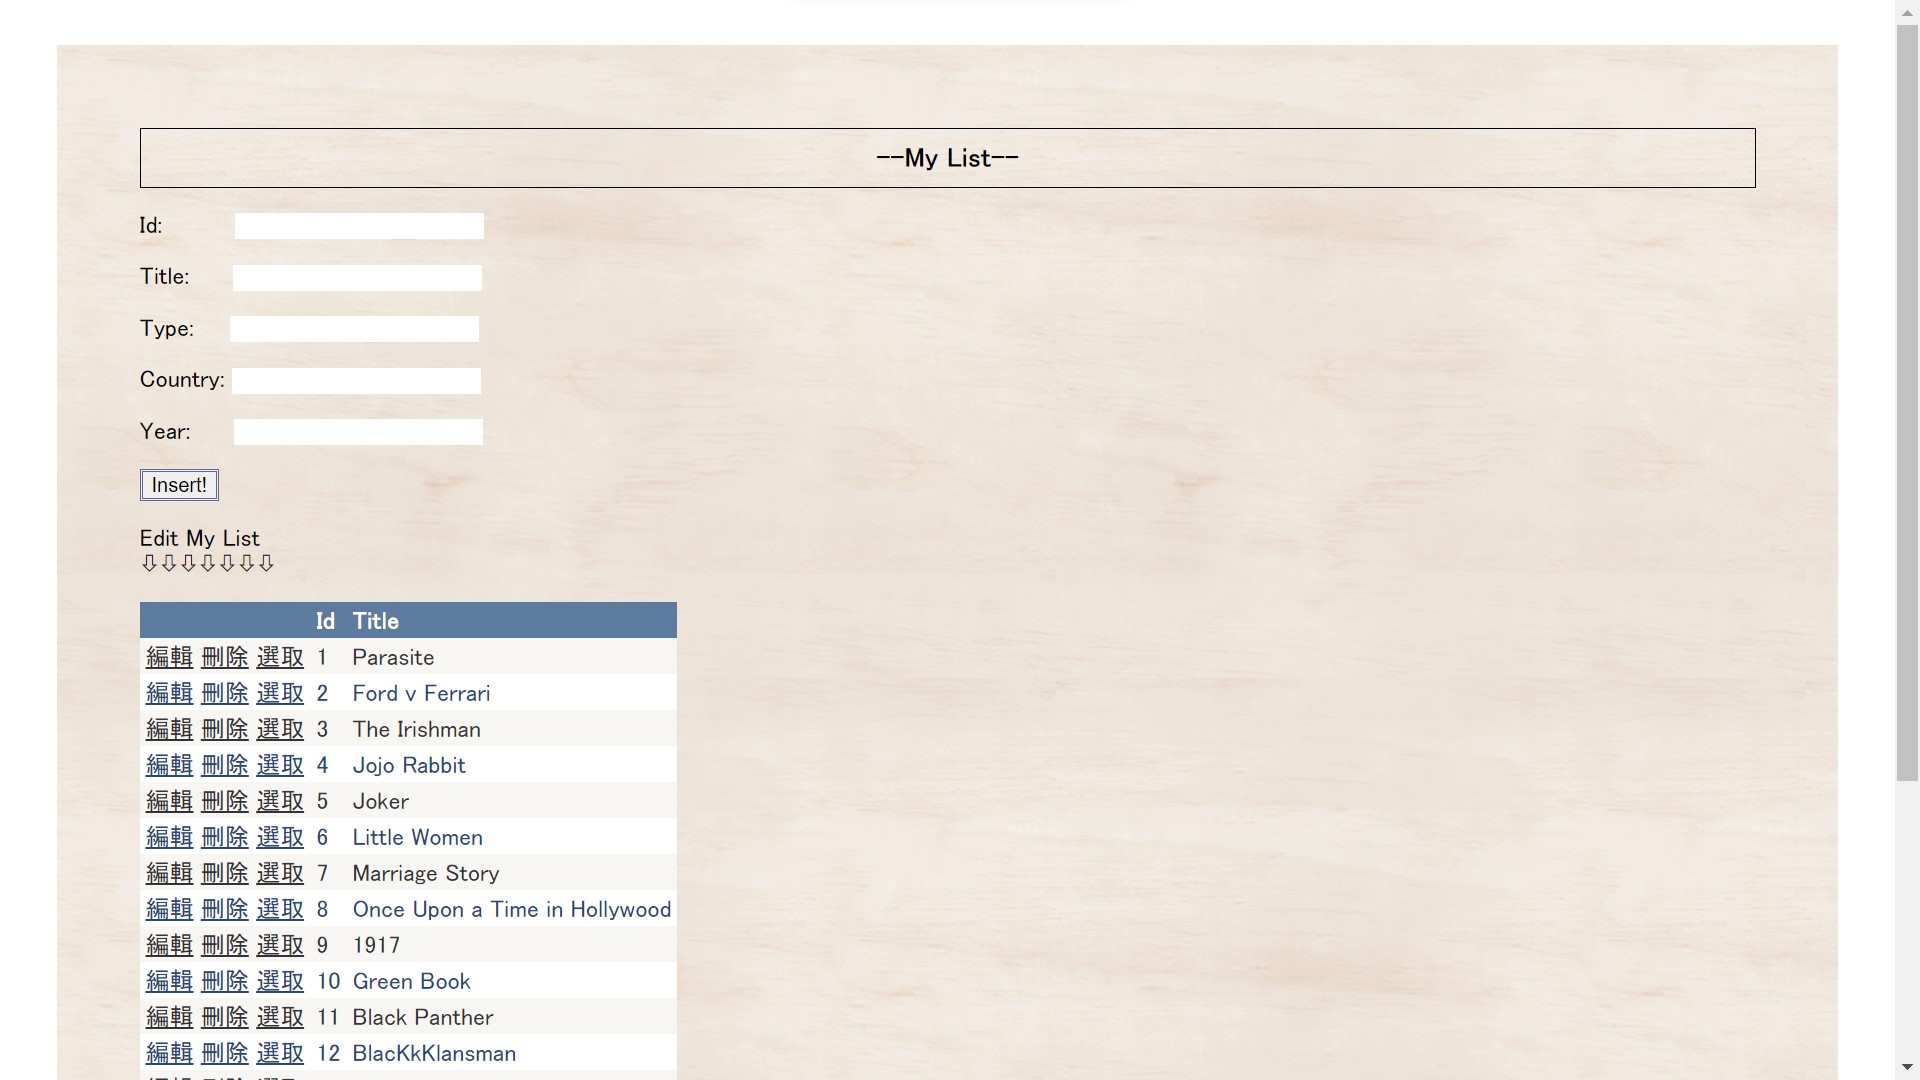 --My List--
Id:
Title:
Type:
Country:
Year:
Insert!
Edit My List
⇩⇩⇩⇩⇩⇩⇩
Id Title
編輯 刪除 選取 1 Parasite
編輯 刪除 選取 2 Ford v Ferrari
編輯 刪除 選取 3 The Irishman
編輯 刪除 選取 4 Jojo Rabbit
編輯 刪除 選取 5 Joker
編輯 刪除 選取 6 Little Women
編輯 刪除 選取 7 Marriage Story
編輯 刪除 選取 8 Once Upon a Time in Hollywood
編輯 刪除 選取 9 1917
編輯 刪除 選取 10 Green Book
編輯 刪除 選取 11 Black Panther
編輯 刪除 選取 12 BlacKkKlansman